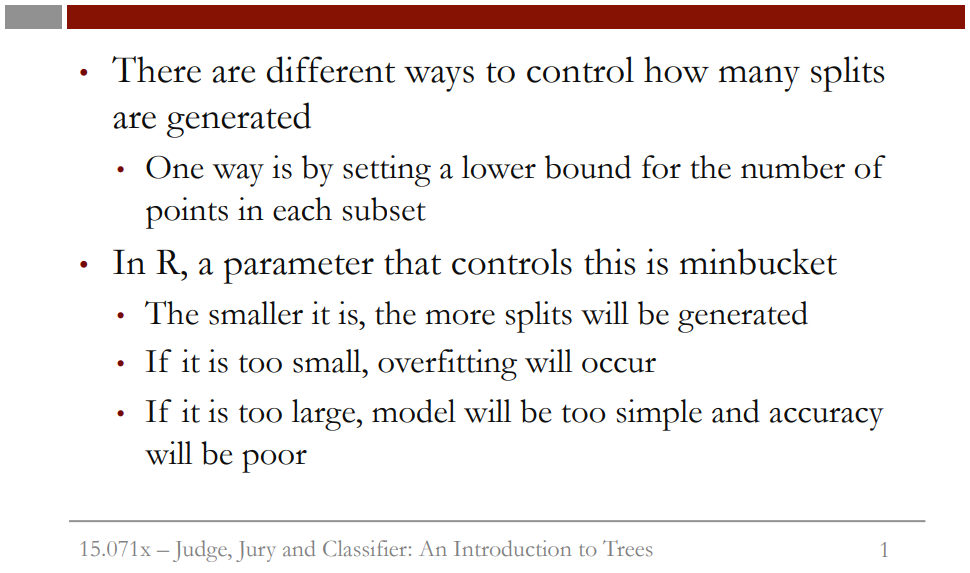 • There are different ways to control how many splits
are generated
• One way is by setting a lower bound for the number of
points in each subset
• In R, a parameter that controls this is minbucket
• The smaller it is, the more splits will be generated
• If it is too small, overfitting will occur
• If it is too large, model will be too simple and accuracy
will be poor
15.071x – Judge, Jury and Classifier: An Introduction to Trees 1